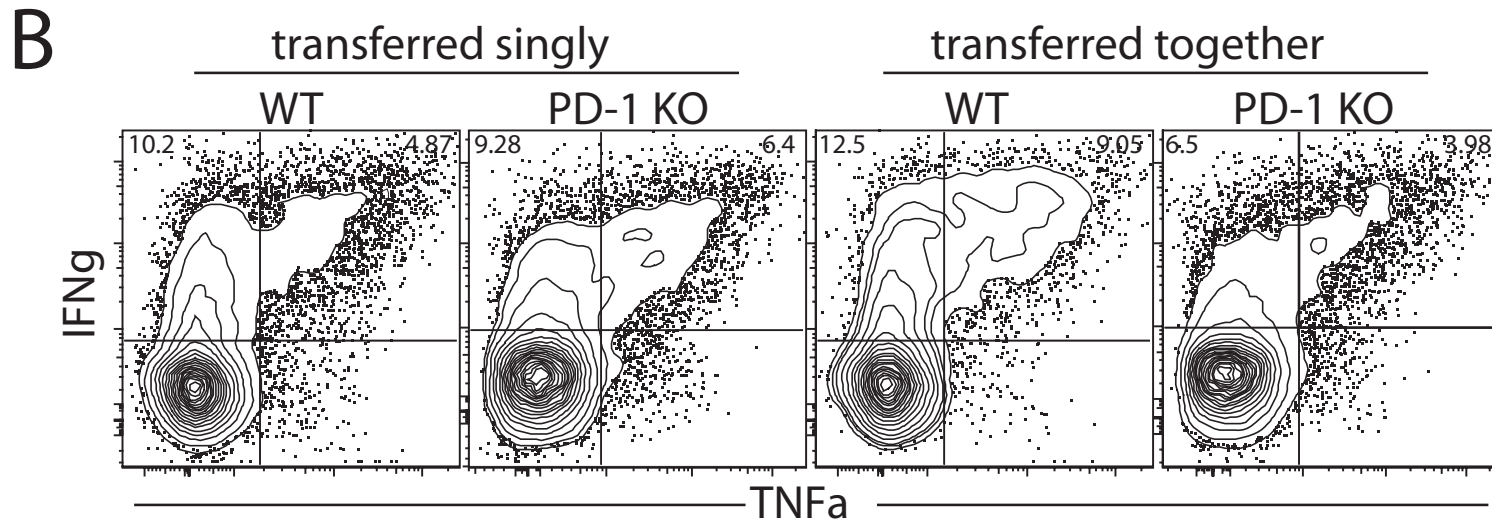 B
transferred singly transferred together
WT PD-1 KO WT PD-1 KO
10.2 4.87 9.28 6.4 12.5 9.05 6.5 3.98
IFNg
TNFa